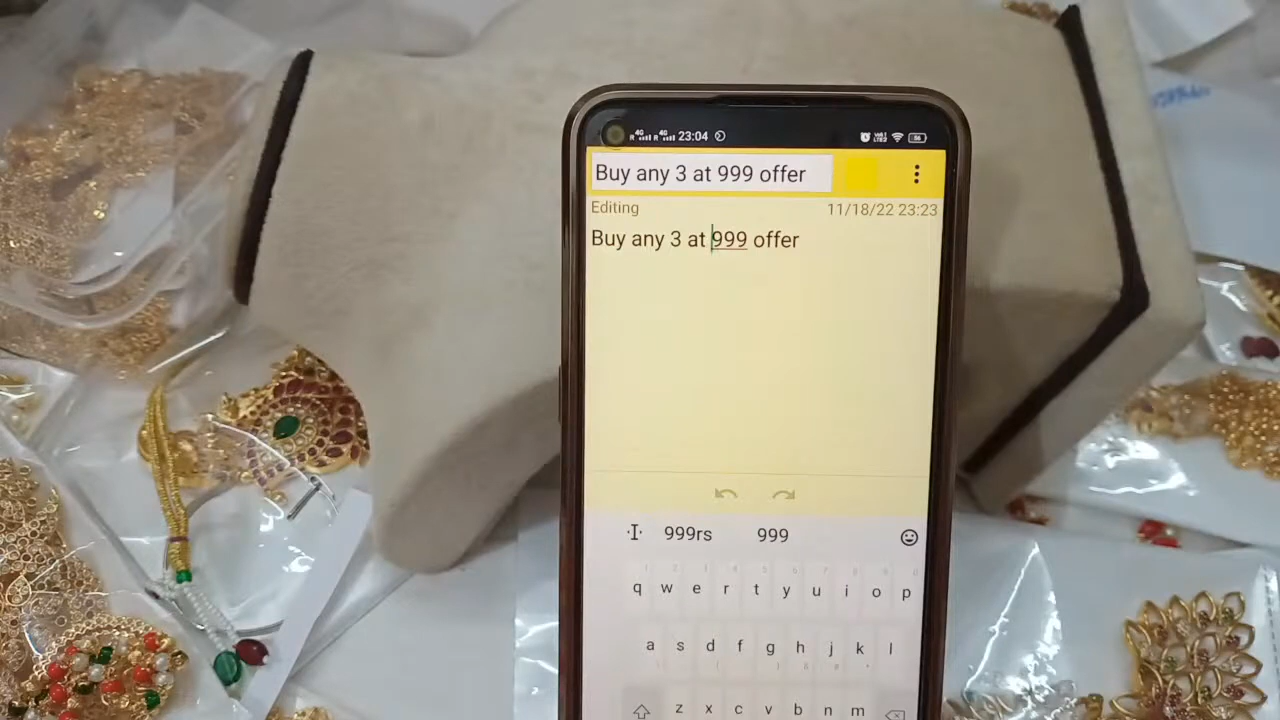 23:04
Buy any 3 at 999 offer
Editing 11/18/22 23:23
Buy any 3 at 999 offer
999rs 999
q w e r t y u i o p
a s d f g h j k l
z x c v b n m